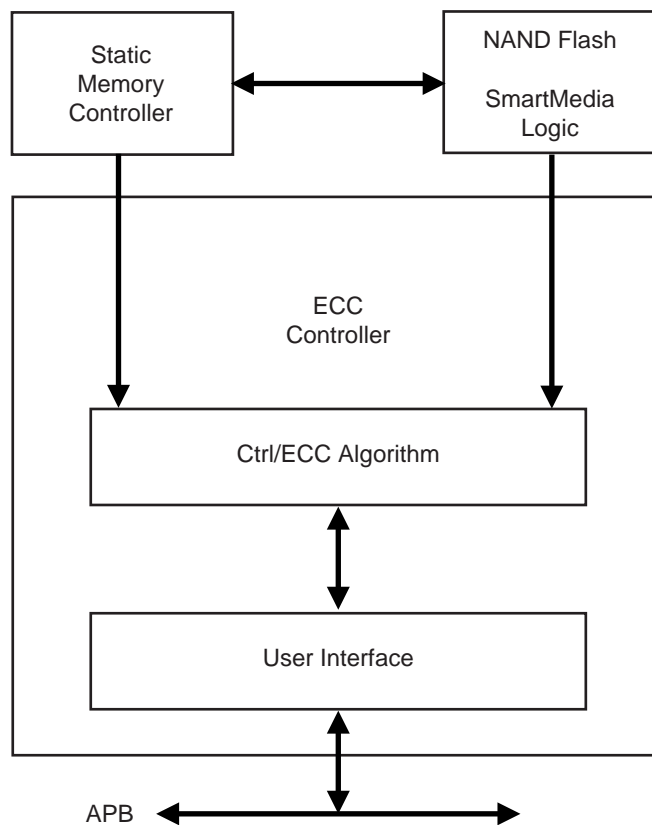 Static
Memory
Controller
NAND Flash
SmartMedia
Logic
ECC
Controller
Ctrl/ECC Algorithm
User Interface
APB